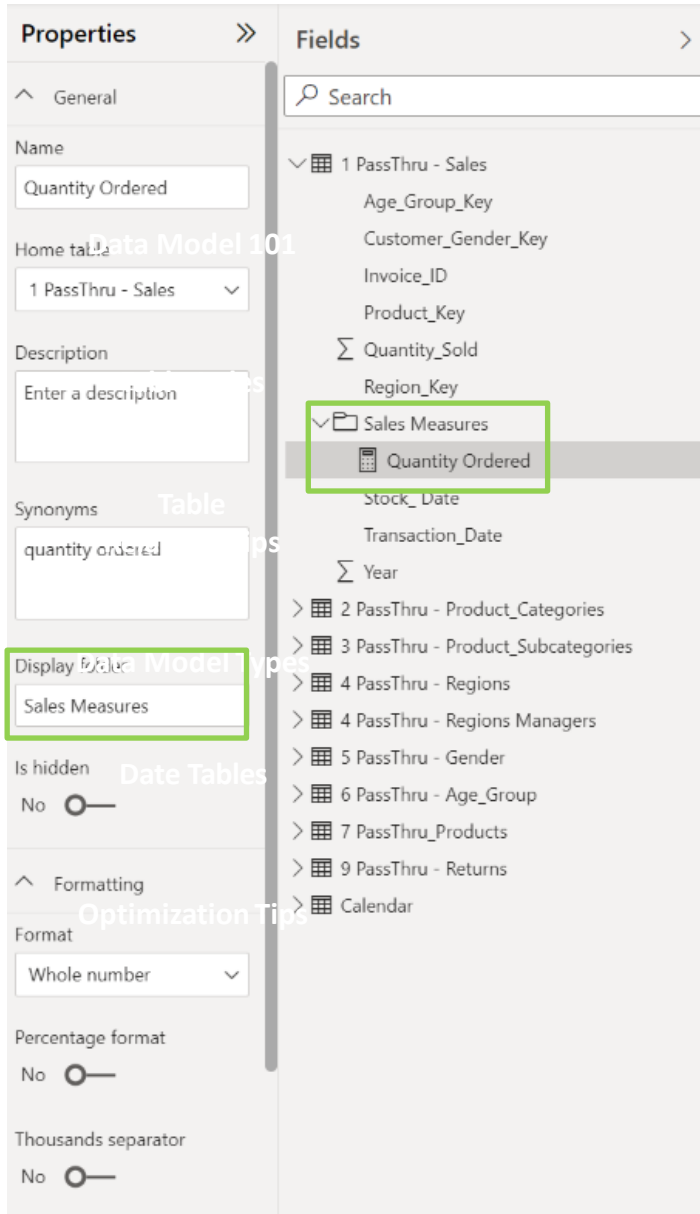 Properties
General
Name
Quantity Ordered
Home table
Data Model 101
1 PassThru - Sales
Description
Enter a description
Synonyms
Table
quantity ordered
Display folder
Data Model Types
Sales Measures
Is hidden
Date Tables
No
Formatting
Optimization Tips
Format
Whole number
Percentage format
No
Thousands separator
No
Fields
Search
1 PassThru - Sales
Age_Group_Key
Customer_Gender_Key
Invoice_ID
Product_Key
Quantity_Sold
Region_Key
Sales Measures
Quantity Ordered
Stock_ Date
Transaction_Date
Year
2 PassThru - Product_Categories
3 PassThru - Product_Subcategories
4 PassThru - Regions
4 PassThru - Regions Managers
5 PassThru - Gender
6 PassThru - Age_Group
7 PassThru_Products
9 PassThru - Returns
Calendar